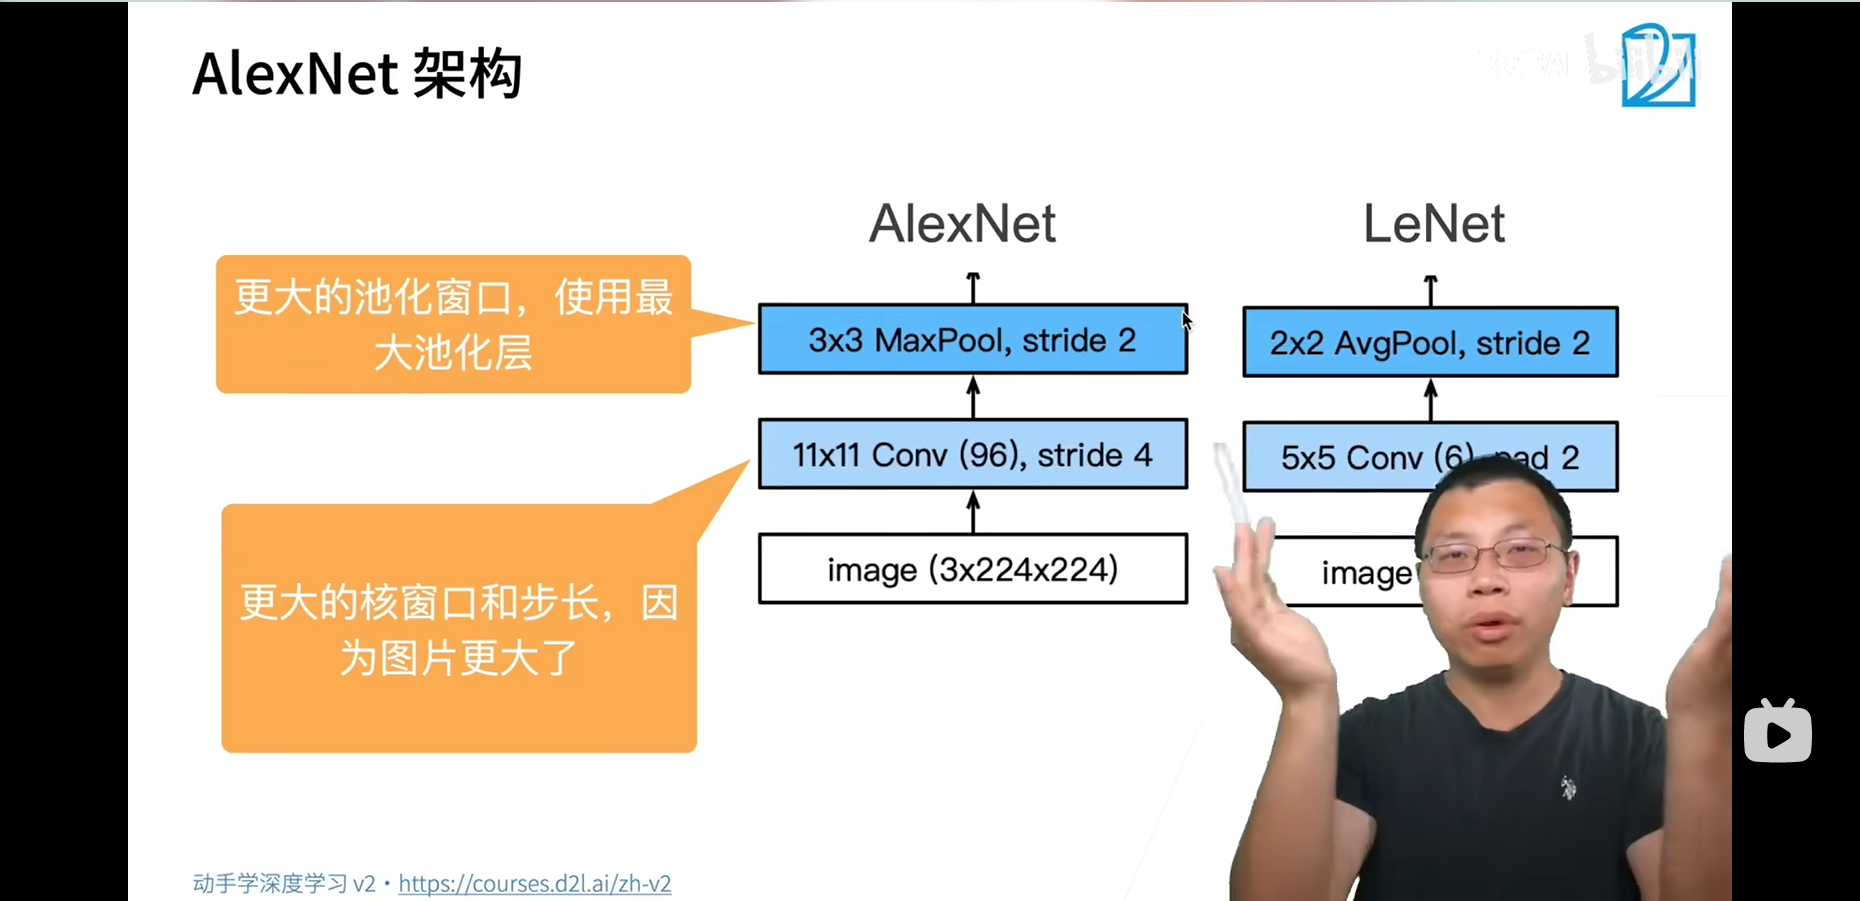 AlexNet 架构
AlexNet
LeNet
更大的池化窗口，使用最
大池化层
3x3 MaxPool, stride 2
2x2 AvgPool, stride 2
11x11 Conv (96), stride 4
5x5 Conv (6), pad 2
更大的核窗口和步长，因
为图片更大了
image (3x224x224)
image
动手学深度学习 v2 • https://courses.d2l.ai/zh-v2